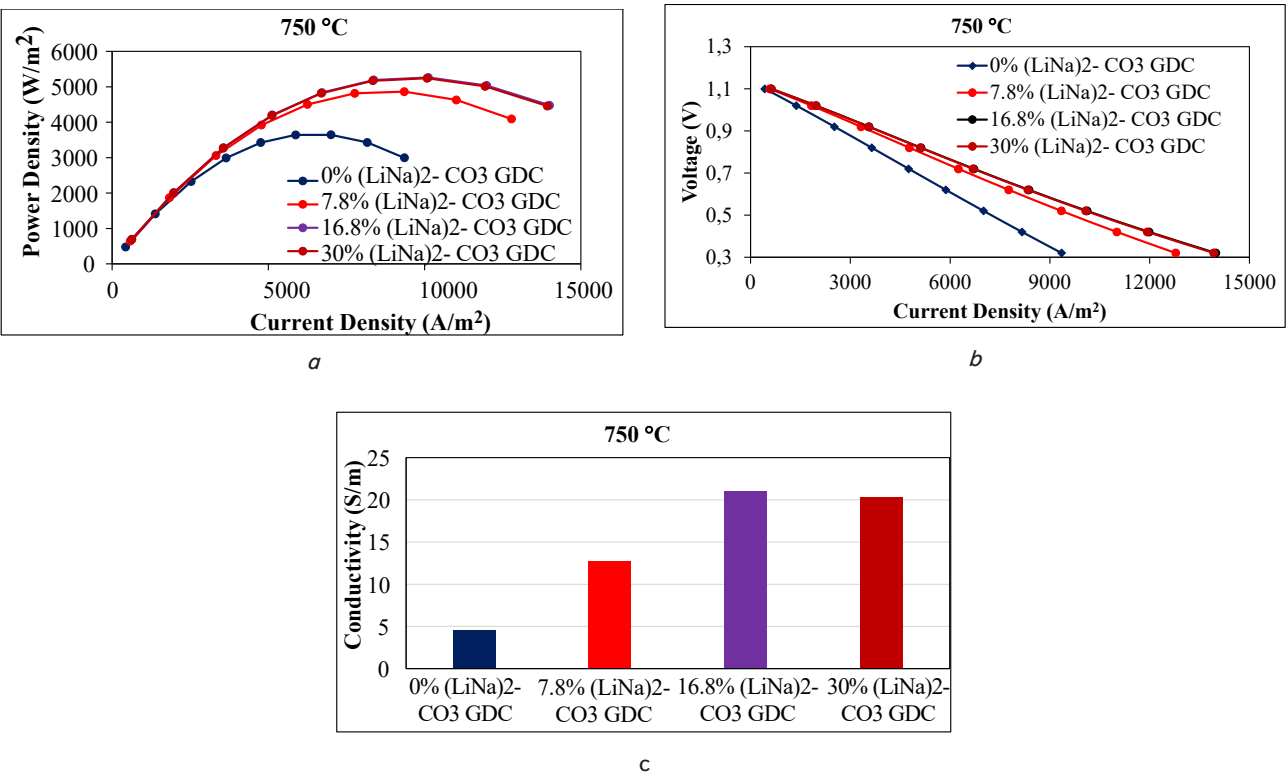 750 °C
Power Density (W/m²)
6000
5000
4000
3000
2000
1000
0
0% (LiNa)2- CO3 GDC
7.8% (LiNa)2- CO3 GDC
16.8% (LiNa)2- CO3 GDC
30% (LiNa)2- CO3 GDC
0 5000 10000 15000
Current Density (A/m²)
a
750 °C
Voltage (V)
1,3
1,1
0,9
0,7
0,5
0,3
0% (LiNa)2- CO3 GDC
7.8% (LiNa)2- CO3 GDC
16.8% (LiNa)2- CO3 GDC
30% (LiNa)2- CO3 GDC
0 3000 6000 9000 12000 15000
Current Density (A/m²)
b
750 °C
Conductivity (S/m)
25
20
15
10
5
0
0% (LiNa)2-
CO3 GDC
7.8% (LiNa)2-
CO3 GDC
16.8% (LiNa)2-
CO3 GDC
30% (LiNa)2-
CO3 GDC
c